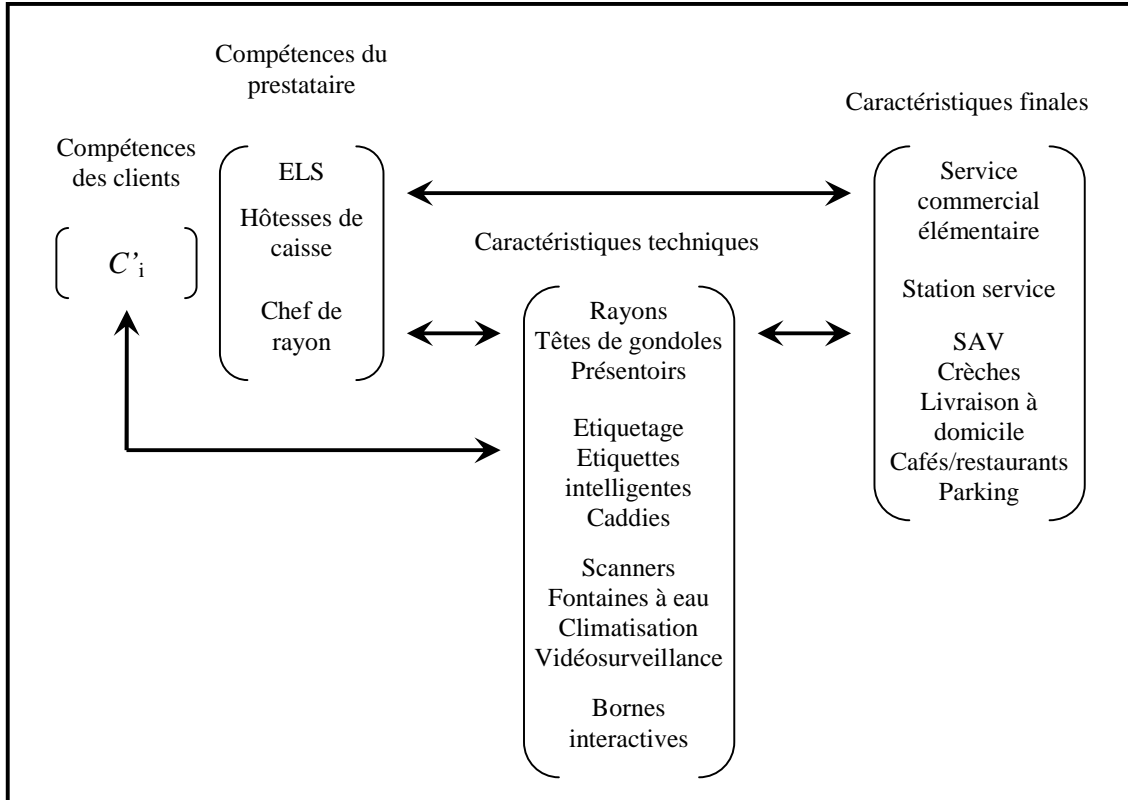 Compétences du
prestataire
Caractéristiques finales
Compétences
des clients
ELS
Hôtesses de
caisse
Chef de
rayon
C’i
Caractéristiques techniques
Rayons
Têtes de gondoles
Présentoirs
Etiquetage
Etiquettes
intelligentes
Caddies
Scanners
Fontaines à eau
Climatisation
Vidéosurveillance
Bornes
interactives
Service
commercial
élémentaire
Station service
SAV
Crèches
Livraison à
domicile
Cafés/restaurants
Parking